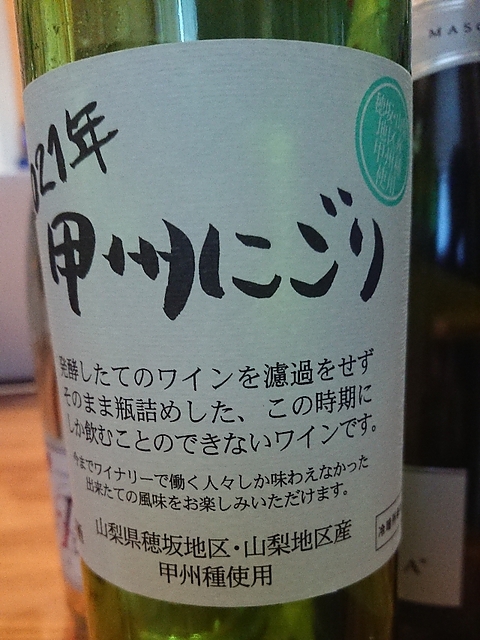 021年
甲州にごり
発酵したてのワインを濾過をせず
そのまま瓶詰めした、この時期に
しか飲むことのできないワインです。
今までワイナリーで働く人々しか味わえなかった
出来たての風味をお楽しみいただけます。
山梨県穂坂地区・山梨地区産
甲州種使用
MAS